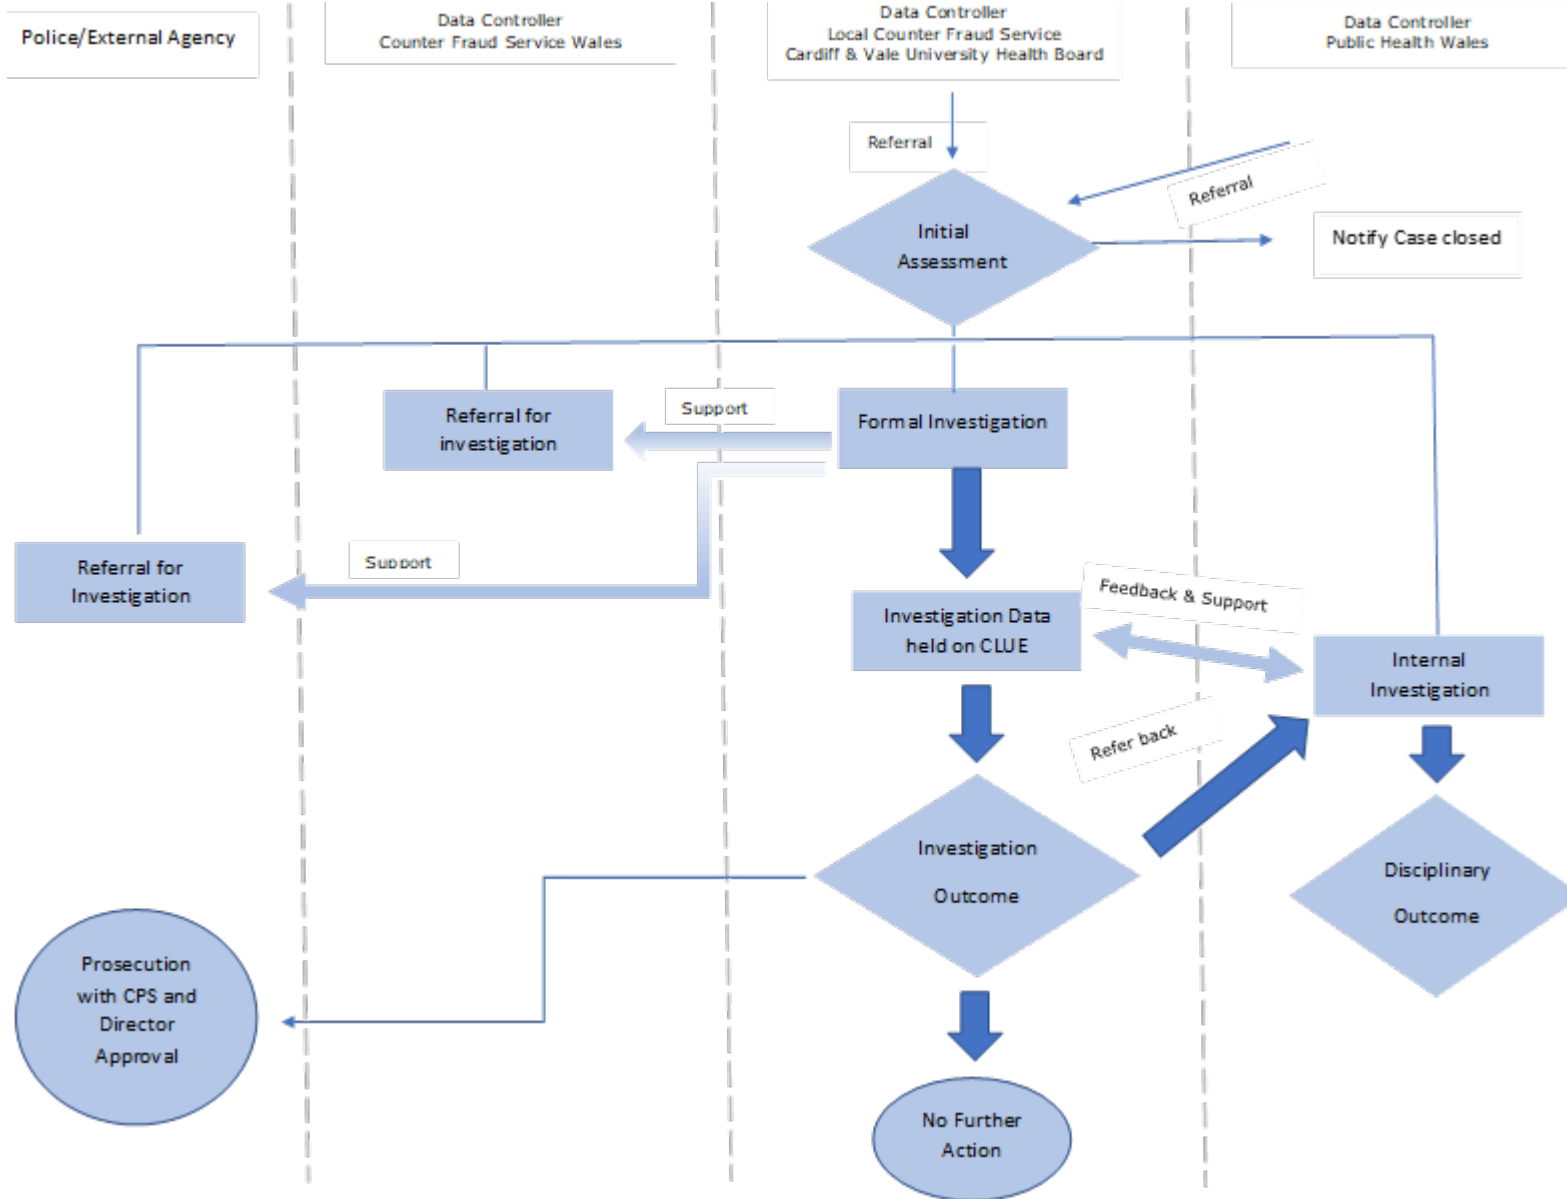 Police/External Agency
Data Controller
Counter Fraud Service Wales
Data Controller
Local Counter Fraud Service
Cardiff & Vale University Health Board
Data Controller
Public Health Wales
Referral
Referral
Initial
Assessment
Notify Case closed
Referral for
investigation
Support
Formal Investigation
Referral for
Investigation
Support
Investigation Data
held on CLUE
Feedback & Support
Internal
Investigation
Refer back
Investigation
Outcome
Disciplinary
Outcome
Prosecution
with CPS and
Director
Approval
No Further
Action